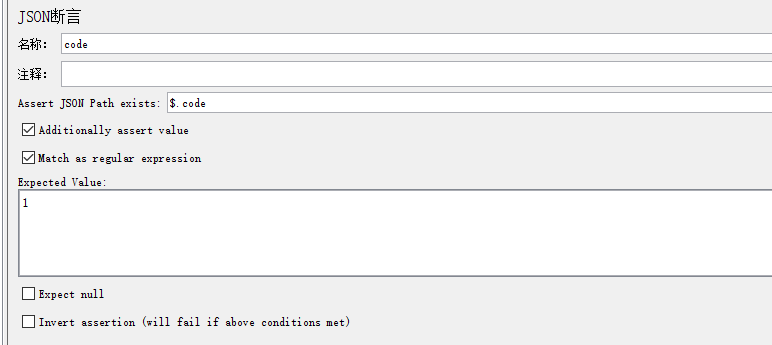 JSON断言
名称： code
注释：
Assert JSON Path exists: $.code
Additionally assert value
Match as regular expression
Expected Value:
1
Expect null
Invert assertion (will fail if above conditions met)